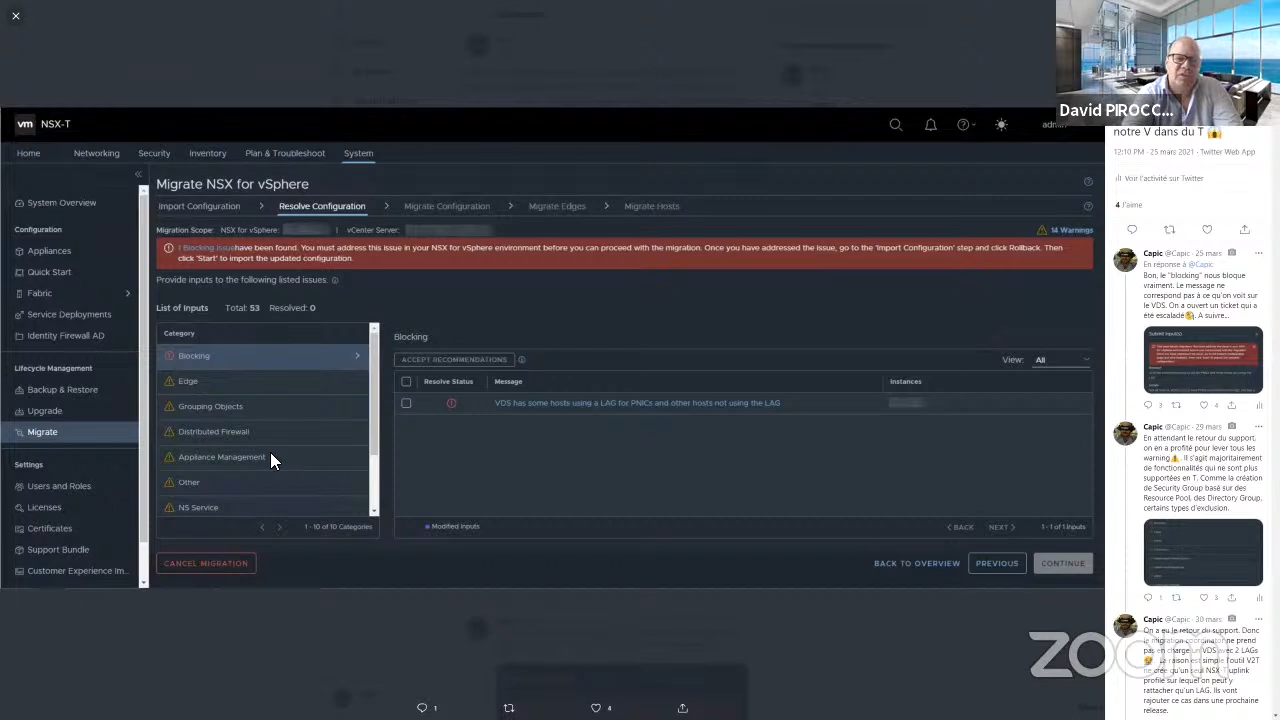 David PIROCC...
vm NSX-T
adm
Home Networking Security Inventory Plan & Troubleshoot System
Migrate NSX for vSphere
Import Configuration > Resolve Configuration > Migrate Configuration > Migrate Edges > Migrate Hosts
Migration Scope: NSX for vSphere: | vCenter Server:
14 Warnings
1 Blocking Issue have been found. You must address this issue in your NSX for vSphere environment before you can proceed with the migration. Once you have addressed the issue, go to the 'Import Configuration' step and click Rollback. Then
click 'Start' to import the updated configuration.
Provide inputs to the following listed issues.
List of Inputs Total: 53 Resolved: 0
System Overview
Configuration
Appliances
Quick Start
Fabric
Service Deployments
Identity Firewall AD
Lifecycle Management
Backup & Restore
Upgrade
Migrate
Settings
Users and Roles
Licenses
Certificates
Support Bundle
Customer Experience Im...
Category
Blocking
Edge
Grouping Objects
Distributed Firewall
Appliance Management
Other
NS Service
1 - 10 of 10 Categories
Blocking
ACCEPT RECOMMENDATIONS
View: All
Resolve Status Message Instances
VDS has some hosts using a LAG for PNICs and other hosts not using the LAG
Modified Inputs
BACK NEXT 1 - 1 of 1 Inputs
CANCEL MIGRATION
BACK TO OVERVIEW PREVIOUS CONTINUE
1 4
notre V dans du T 😱
12:10 PM · 25 mars 2021 · Twitter Web App
Voir l'activité sur Twitter
4 J'aime
Capic @Capic · 25 mars
En réponse à @Capic
Bon, le "blocking" nous bloque
vraiment. Le message ne
correspond pas à ce qu'on voit sur
le VDS. On a ouvert un ticket qui a
été escaladé. A suivre...
3 4
Capic @Capic · 29 mars
En attendant le retour du support,
on en a profité pour lever tous les
warning⚠. Il s'agit majoritairement
de fonctionnalités qui ne sont plus
supportées en T. Comme la création
de Security Group basé sur des
Resource Pool, des Directory Group,
certains types d'exclusion.
1 3
Capic @Capic · 30 mars
On a eu le retour du support. Donc
le migration coordinator ne prend
pas en charge un VDS avec 2 LAGs
La raison est simple l'outil V2T
ne crée qu'un seul NSX-T uplink
profile sur lequel on peut y
rattacher qu'un LAG. Ils vont
rajouter ce cas dans une prochaine
release.
zoom